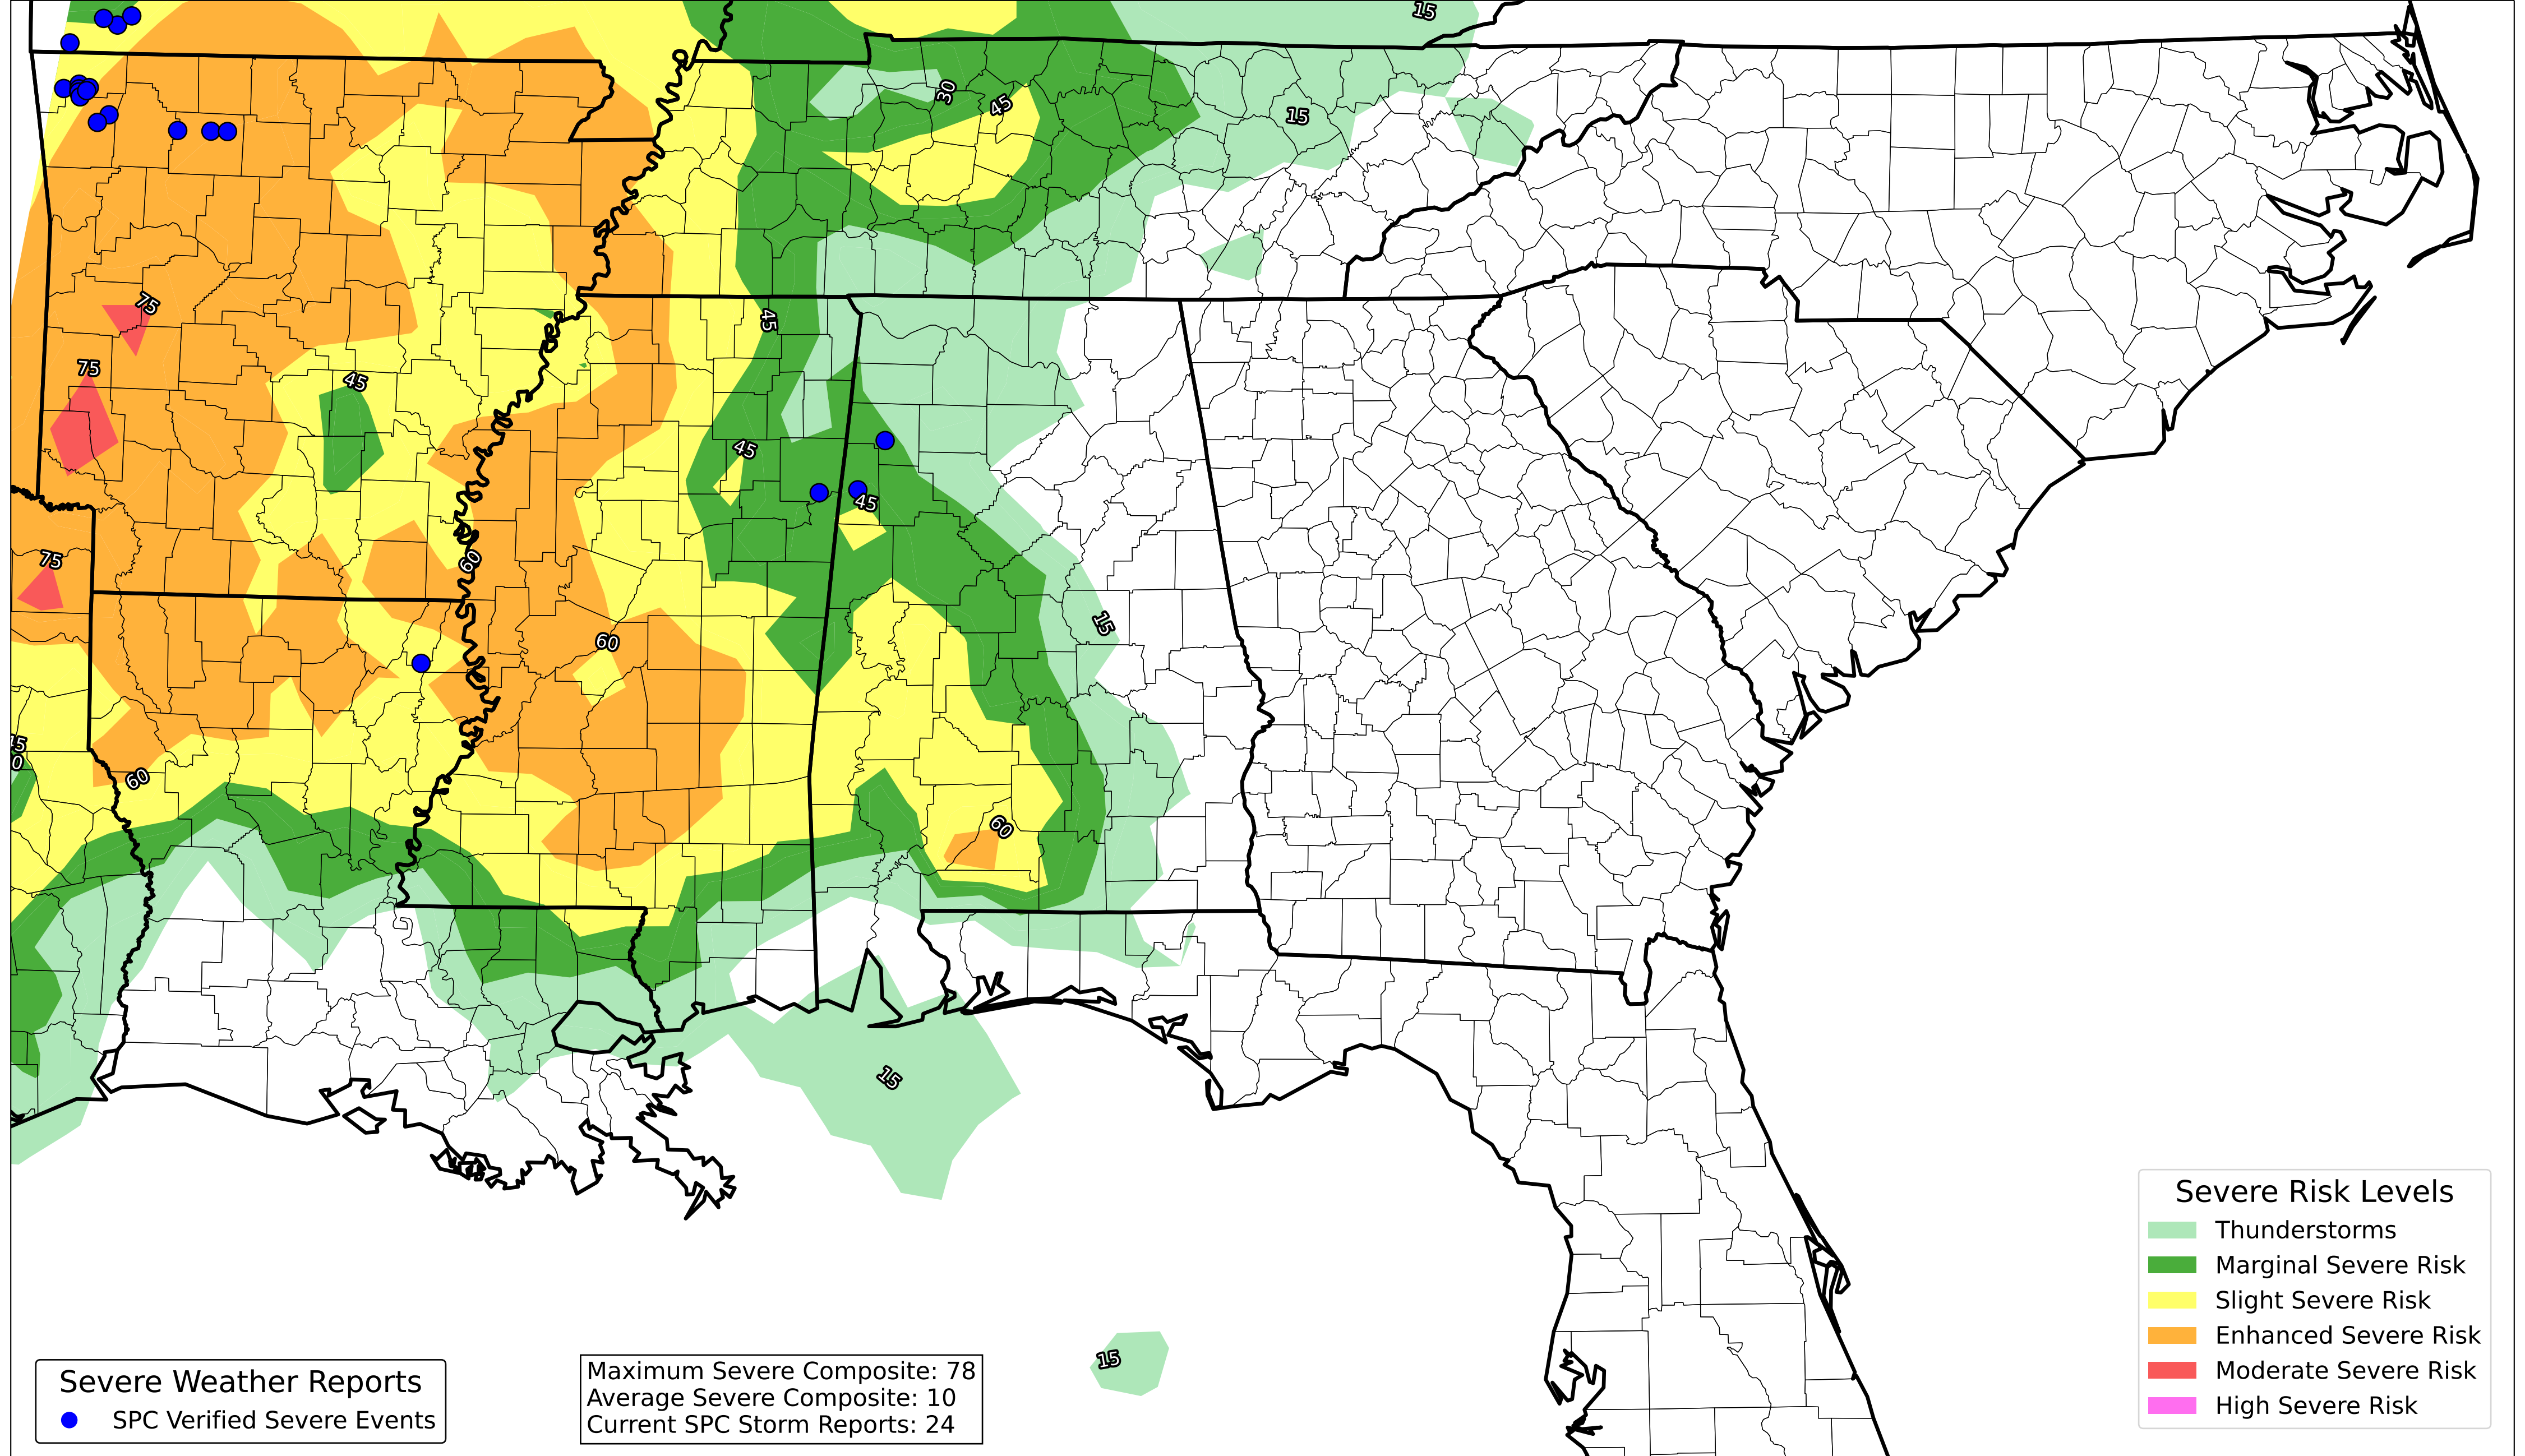 15
30
45
15
75
45
75
45
45
45
75
60
15
60
60
60
15
15
Severe Risk Levels
Thunderstorms
Marginal Severe Risk
Slight Severe Risk
Enhanced Severe Risk
Moderate Severe Risk
High Severe Risk
Severe Weather Reports
SPC Verified Severe Events
Maximum Severe Composite: 78
Average Severe Composite: 10
Current SPC Storm Reports: 24